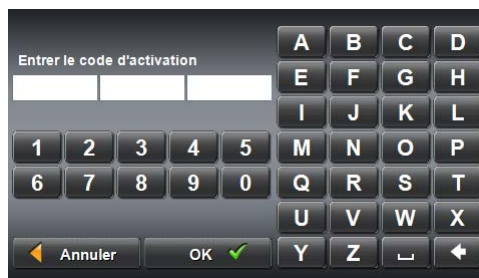 Entrer le code d'activation
1 2 3 4 5
6 7 8 9 0
Annuler OK
A B C D
E F G H
I J K L
M N O P
Q R S T
U V W X
Y Z